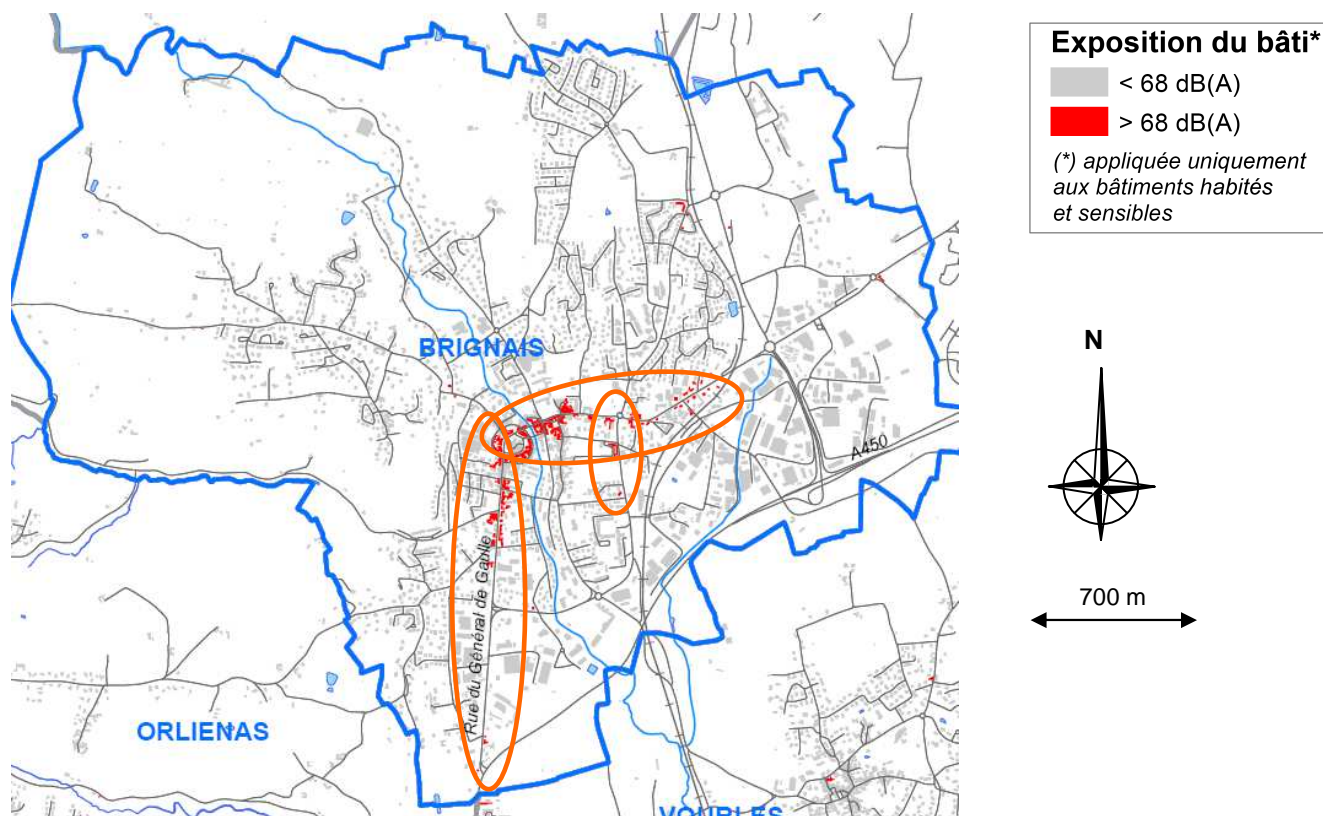 Exposition du bâti*
< 68 dB(A)
> 68 dB(A)
(*) appliquée uniquement
aux bâtiments habités
et sensibles
N
BRIGNAIS
A450
700 m
Rue du Général de Gaulle
ORLIENAS
VOURLES